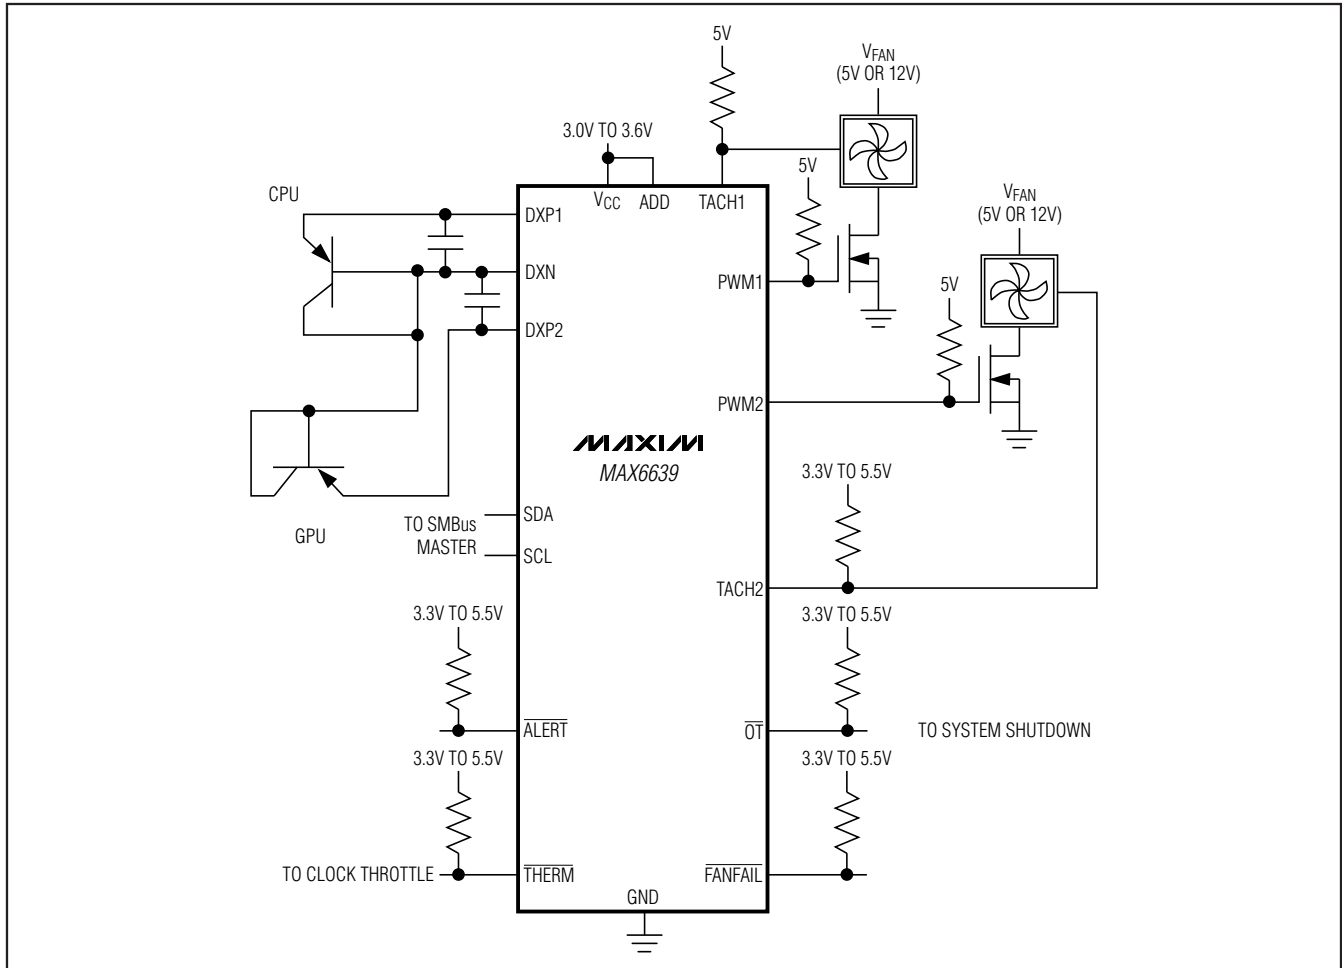 5V
VFAN
(5V OR 12V)
3.0V TO 3.6V
5V
CPU
VCC
ADD
TACH1
VFAN
(5V OR 12V)
DXP1
DXN
PWM1
5V
DXP2
PWM2
MAXIM
MAX6639
3.3V TO 5.5V
TO SMBus
MASTER
SDA
SCL
GPU
TACH2
3.3V TO 5.5V
3.3V TO 5.5V
ALERT
OT
TO SYSTEM SHUTDOWN
3.3V TO 5.5V
3.3V TO 5.5V
TO CLOCK THROTTLE
THERM
FANFAIL
GND